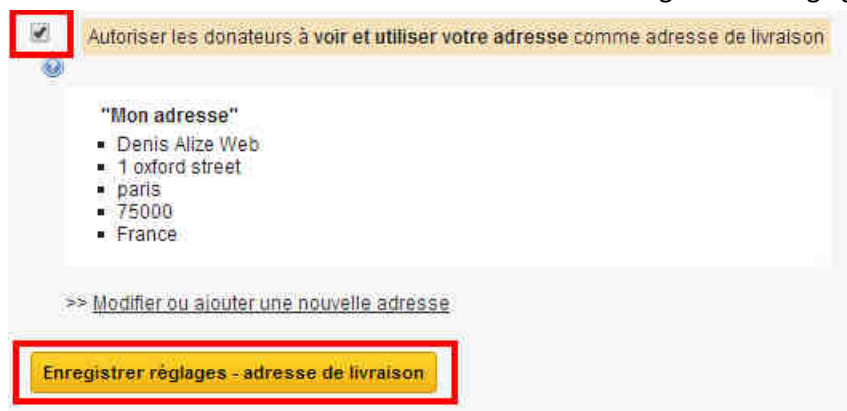 Autoriser les donateurs à voir et utiliser votre adresse comme adresse de livraison
"Mon adresse"
Denis Alize Web
1 oxford street
paris
75000
France
>> Modifier ou ajouter une nouvelle adresse
Enregistrer réglages - adresse de livraison